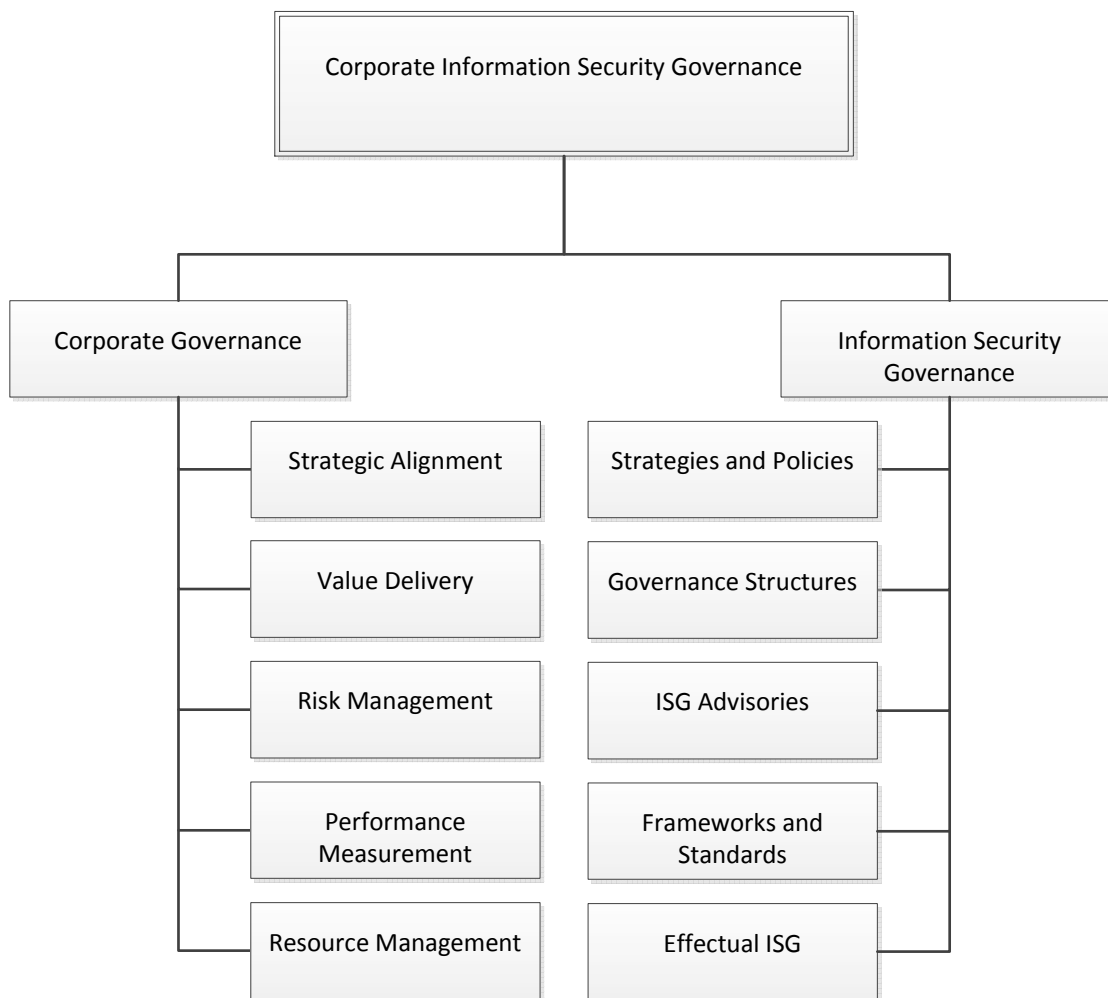 Corporate Information Security Governance
Corporate Governance
Information Security
Governance
Strategic Alignment
Strategies and Policies
Value Delivery
Governance Structures
Risk Management
ISG Advisories
Performance
Measurement
Frameworks and
Standards
Resource Management
Effectual ISG